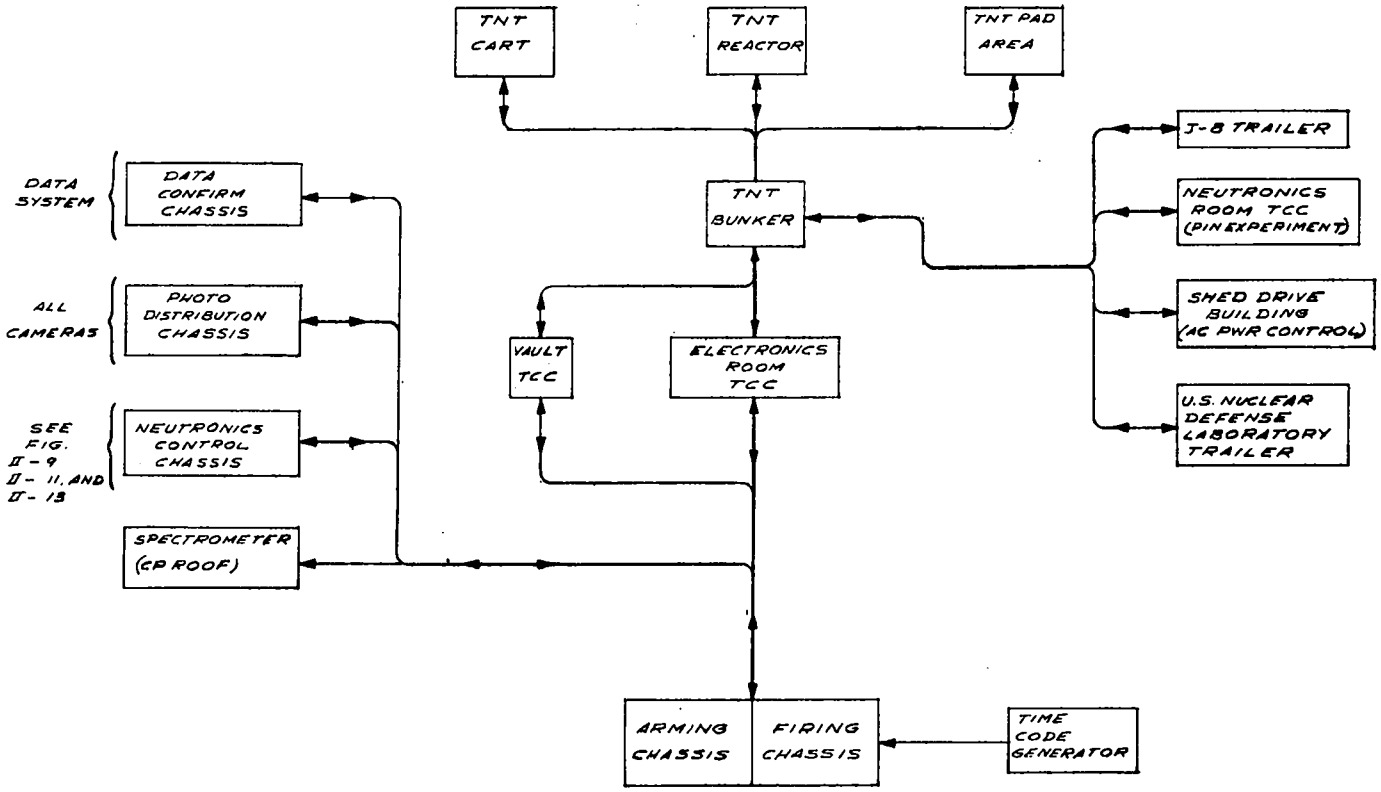 TNT
CART
TNT
REACTOR
TNT PAD
AREA
J-8 TRAILER
DATA
SYSTEM
DATA
CONFIRM
CHASSIS
TNT
BUNKER
NEUTRONICS
ROOM TCC
(PIN EXPERIMENT)
ALL
CAMERAS
PHOTO
DISTRIBUTION
CHASSIS
SHED DRIVE
BUILDING
(AC PWR CONTROL)
VAULT
TCC
ELECTRONICS
ROOM
TCC
U.S. NUCLEAR
DEFENSE
LABORATORY
TRAILER
SEE
FIG.
II-9
II-11, AND
II-13
NEUTRONICS
CONTROL
CHASSIS
SPECTROMETER
(CP ROOF)
ARMING
CHASSIS
FIRING
CHASSIS
TIME
CODE
GENERATOR